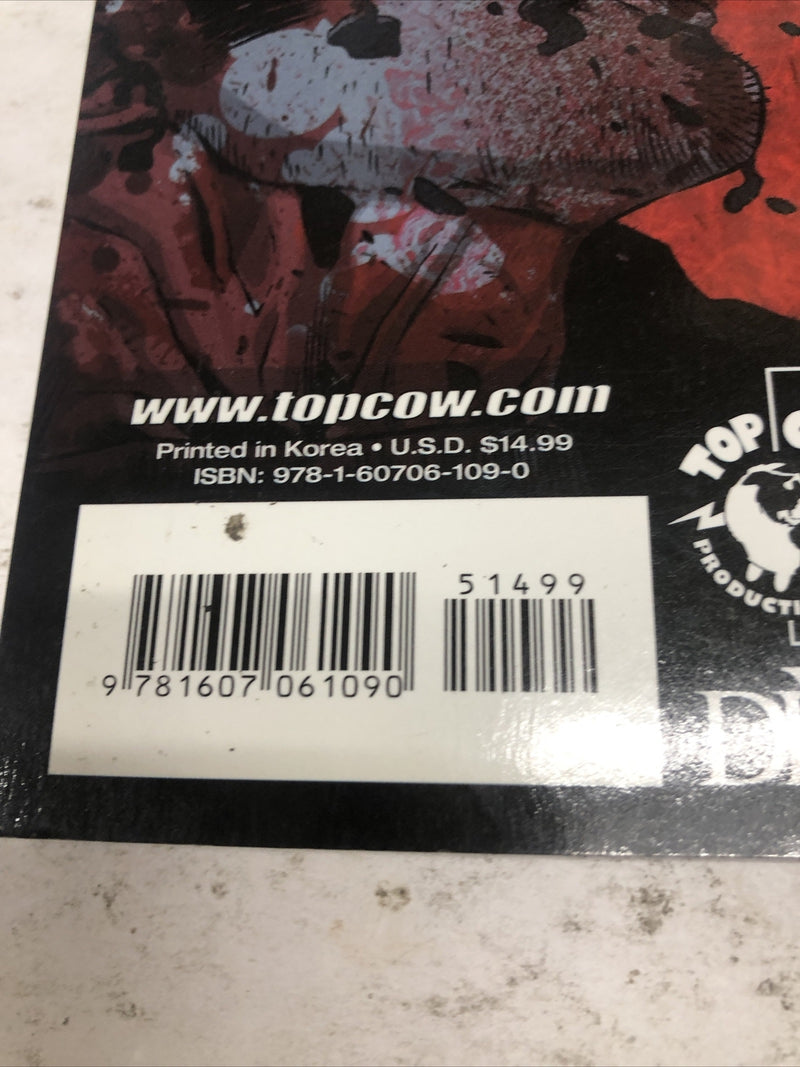 www.topcow.com
Printed in Korea • U.S.D. $14.99
ISBN: 978-1-60706-109-0
TOP
PRODUCTI
51499
9 781607 061090